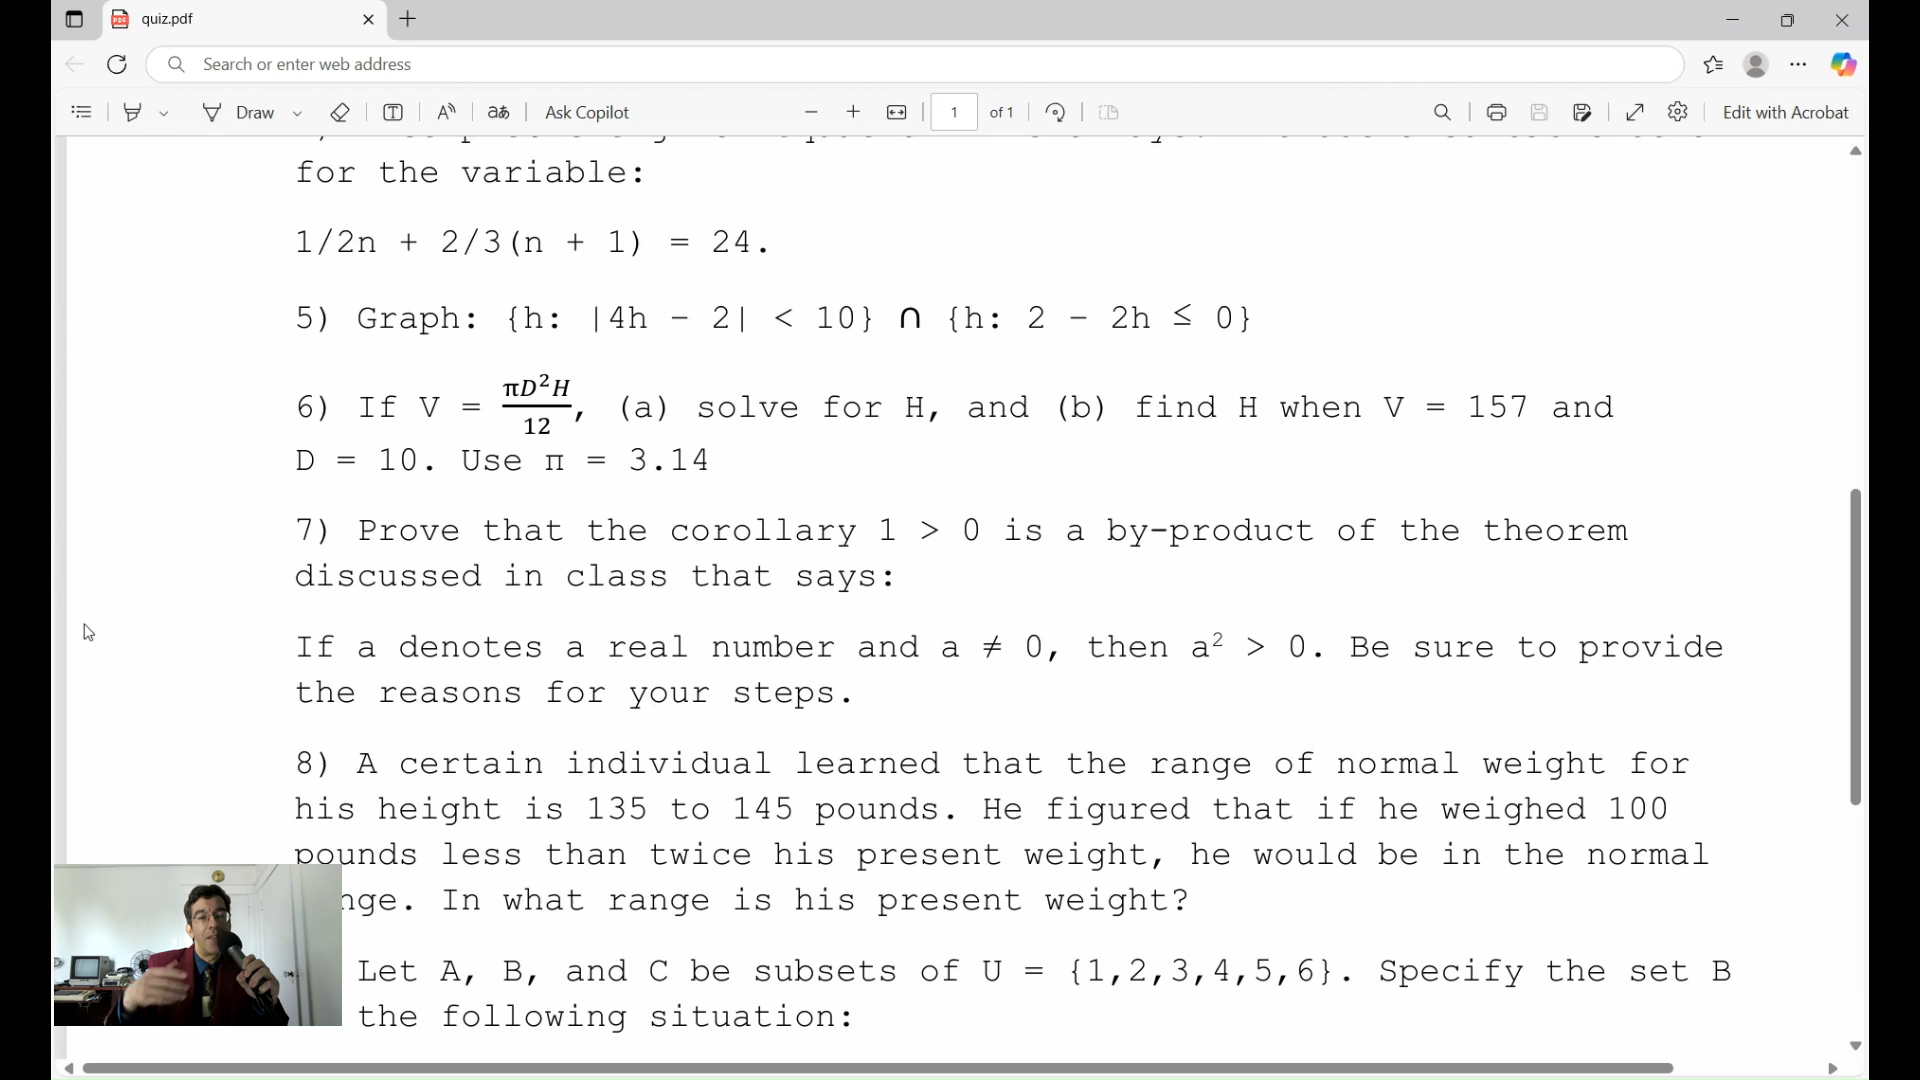 quiz.pdf
Search or enter web address
Draw
Ask Copilot
1
of 1
Edit with Acrobat
for the variable:
1/2n + 2/3(n + 1) = 24.
5) Graph: {h: |4h - 2| < 10} ∩ {h: 2 - 2h ≤ 0}
6) If V = πD²H/12, (a) solve for H, and (b) find H when V = 157 and
D = 10. Use π = 3.14
7) Prove that the corollary 1 > 0 is a by-product of the theorem
discussed in class that says:
If a denotes a real number and a ≠ 0, then a² > 0. Be sure to provide
the reasons for your steps.
8) A certain individual learned that the range of normal weight for
his height is 135 to 145 pounds. He figured that if he weighed 100
pounds less than twice his present weight, he would be in the normal
nge. In what range is his present weight?
Let A, B, and C be subsets of U = {1,2,3,4,5,6}. Specify the set B
the following situation: